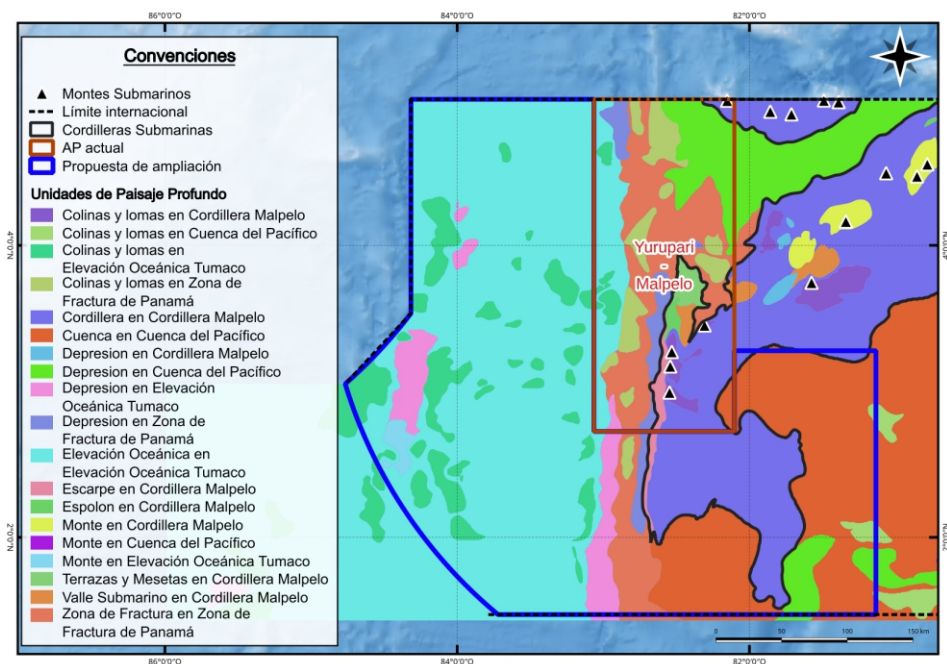 86°0'0"O 84°0'0"O 82°0'0"O
Convenciones
Montes Submarinos
Límite internacional
Cordilleras Submarinas
AP actual
Propuesta de ampliación
Unidades de Paisaje Profundo
Colinas y lomas en Cordillera Malpelo
Colinas y lomas en Cuenca del Pacífico
Colinas y lomas en
Elevación Oceánica Tumaco
Colinas y lomas en Zona de
Fractura de Panamá
Cordillera en Cordillera Malpelo
Cuenca en Cuenca del Pacífico
Depresion en Cordillera Malpelo
Depresion en Cuenca del Pacífico
Depresion en Elevación
Oceánica Tumaco
Depresion en Zona de
Fractura de Panamá
Elevación Oceánica en
Elevación Oceánica Tumaco
Escarpe en Cordillera Malpelo
Espolon en Cordillera Malpelo
Monte en Cordillera Malpelo
Monte en Cuenca del Pacífico
Monte en Elevación Oceánica Tumaco
Terrazas y Mesetas en Cordillera Malpelo
Valle Submarino en Cordillera Malpelo
Zona de Fractura en Zona de
Fractura de Panamá
Yuruparí
-
Malpelo
4°0'0"N 4°0'0"N
2°0'0"N 2°0'0"N
0 50 100 150 km
86°0'0"O 84°0'0"O 82°0'0"O